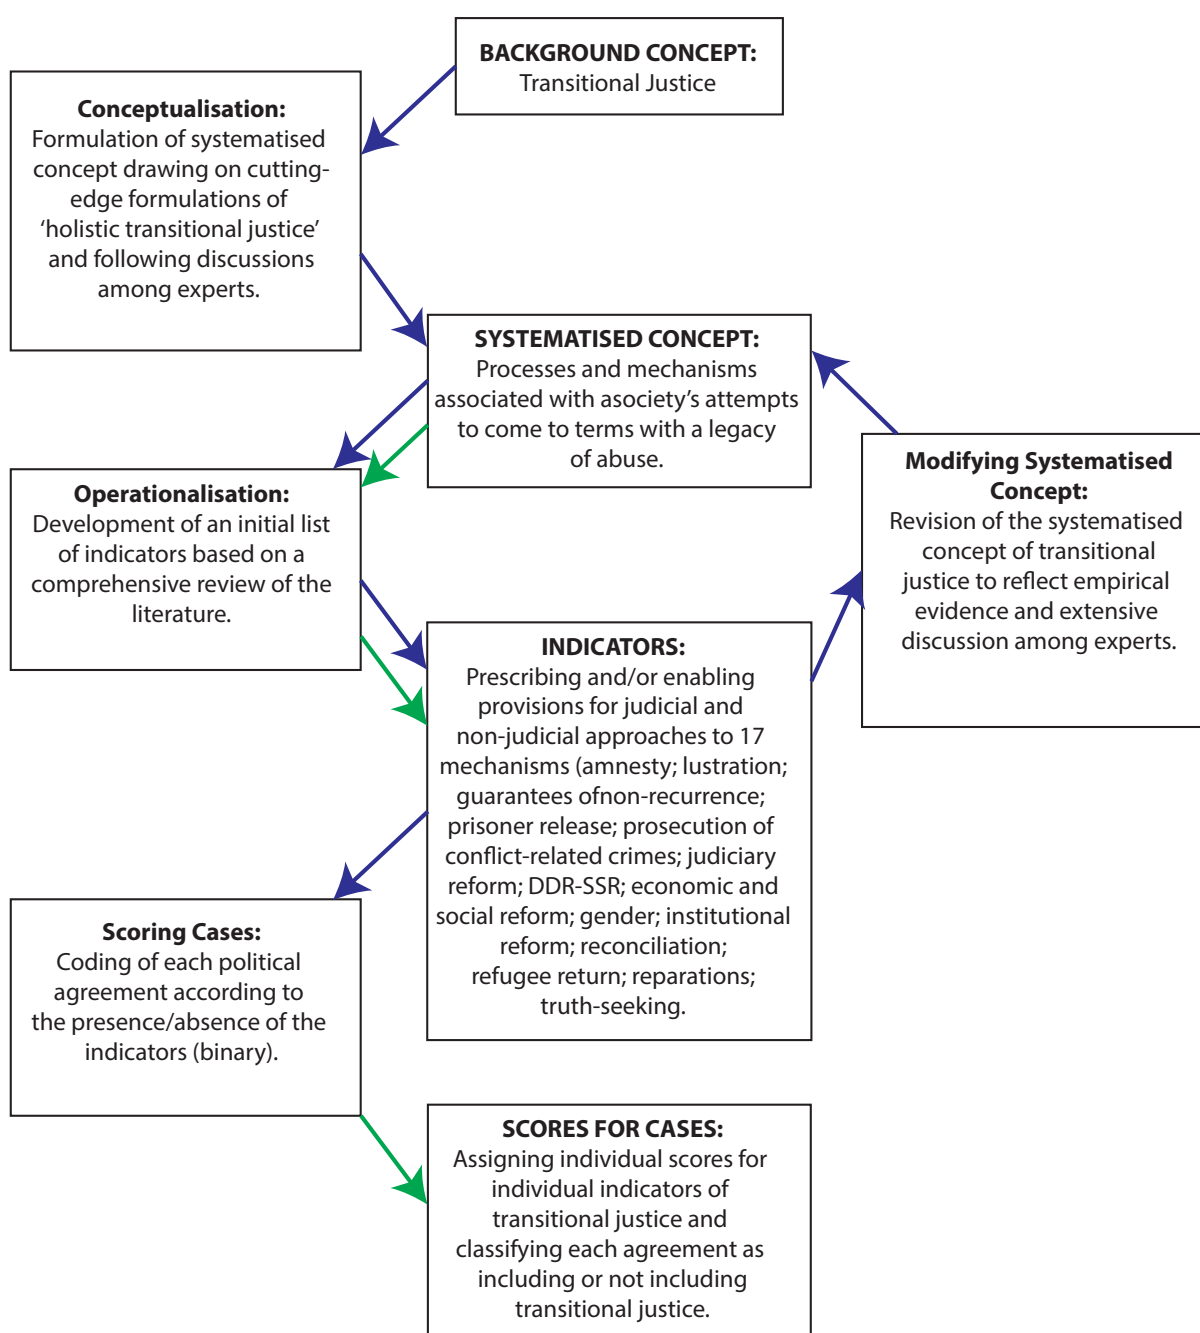 BACKGROUND CONCEPT:
Transitional Justice
Conceptualisation:
Formulation of systematised
concept drawing on cutting-
edge formulations of
‘holistic transitional justice’
and following discussions
among experts.
SYSTEMATISED CONCEPT:
Processes and mechanisms
associated with asociety’s attempts
to come to terms with a legacy
of abuse.
Modifying Systematised
Concept:
Revision of the systematised
concept of transitional
justice to reflect empirical
evidence and extensive
discussion among experts.
Operationalisation:
Development of an initial list
of indicators based on a
comprehensive review of the
literature.
INDICATORS:
Prescribing and/or enabling
provisions for judicial and
non-judicial approaches to 17
mechanisms (amnesty; lustration;
guarantees ofnon-recurrence;
prisoner release; prosecution of
conflict-related crimes; judiciary
reform; DDR-SSR; economic and
social reform; gender; institutional
reform; reconciliation;
refugee return; reparations;
truth-seeking.
Scoring Cases:
Coding of each political
agreement according to
the presence/absence of the
indicators (binary).
SCORES FOR CASES:
Assigning individual scores for
individual indicators of
transitional justice and
classifying each agreement as
including or not including
transitional justice.